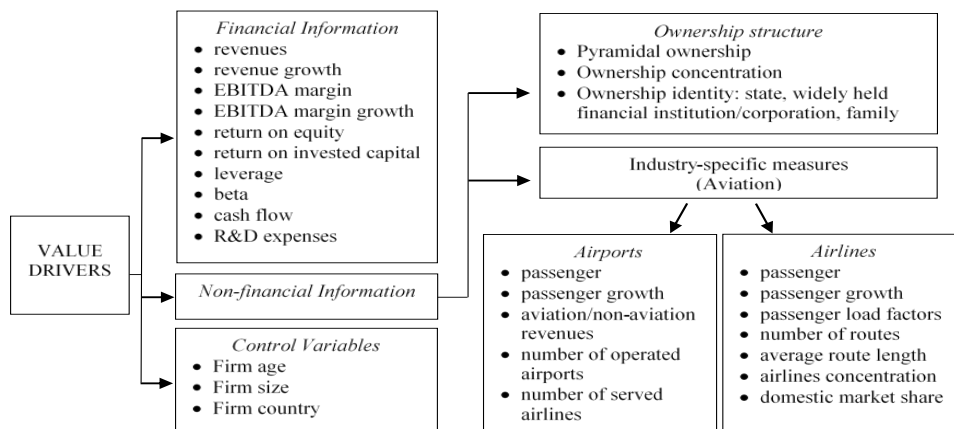 VALUE
DRIVERS
Financial Information
• revenues
• revenue growth
• EBITDA margin
• EBITDA margin growth
• return on equity
• return on invested capital
• leverage
• beta
• cash flow
• R&D expenses
Non-financial Information
Control Variables
• Firm age
• Firm size
• Firm country
Ownership structure
• Pyramidal ownership
• Ownership concentration
• Ownership identity: state, widely held
financial institution/corporation, family
Industry-specific measures
(Aviation)
Airports
• passenger
• passenger growth
• aviation/non-aviation
revenues
• number of operated
airports
• number of served
airlines
Airlines
• passenger
• passenger growth
• passenger load factors
• number of routes
• average route length
• airlines concentration
• domestic market share